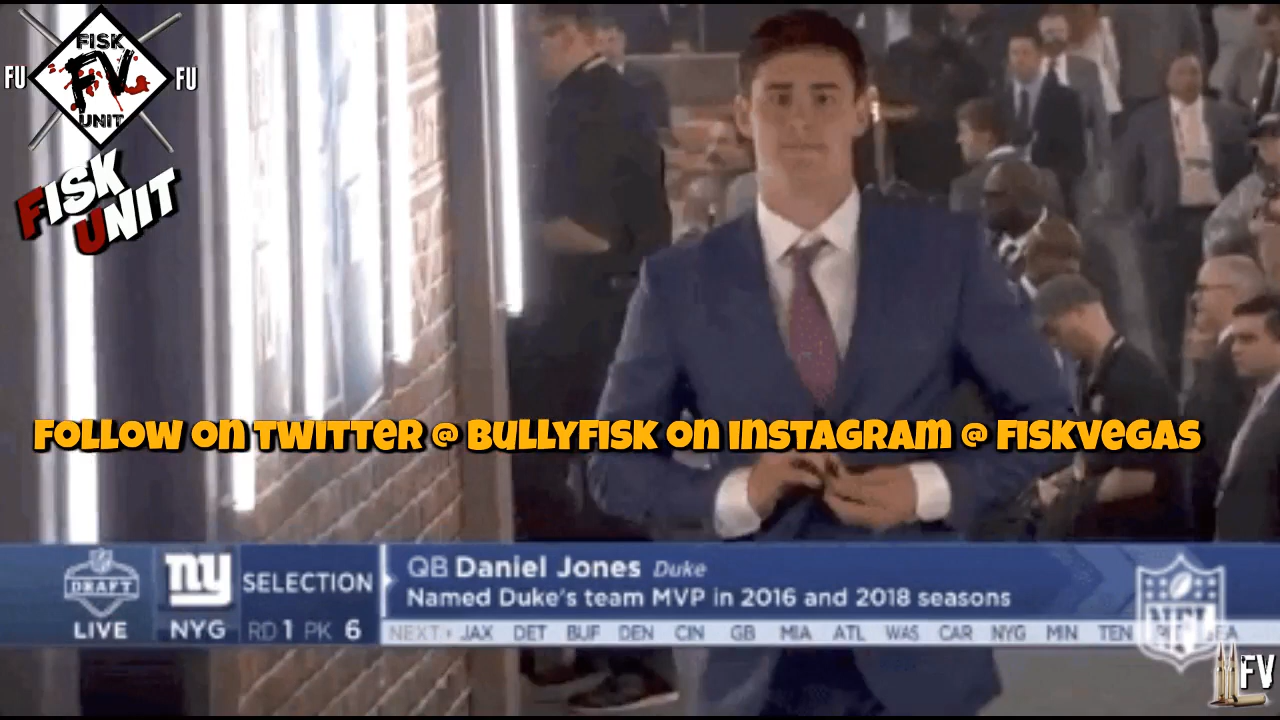 FISK
FV
UNIT
FU
FU
FISK
UNIT
FOLLOW ON TWITTER @ BULLYFISK ON INSTAGRAM @ FISKVEGAS
DRAFT
LIVE
ny
NYG
SELECTION
RD 1 PK 6
QB Daniel Jones Duke
Named Duke's team MVP in 2016 and 2018 seasons
NEXT JAX DET BUF DEN CIN GB MIA ATL WAS CAR NYG MIN TEN
NFL
FV